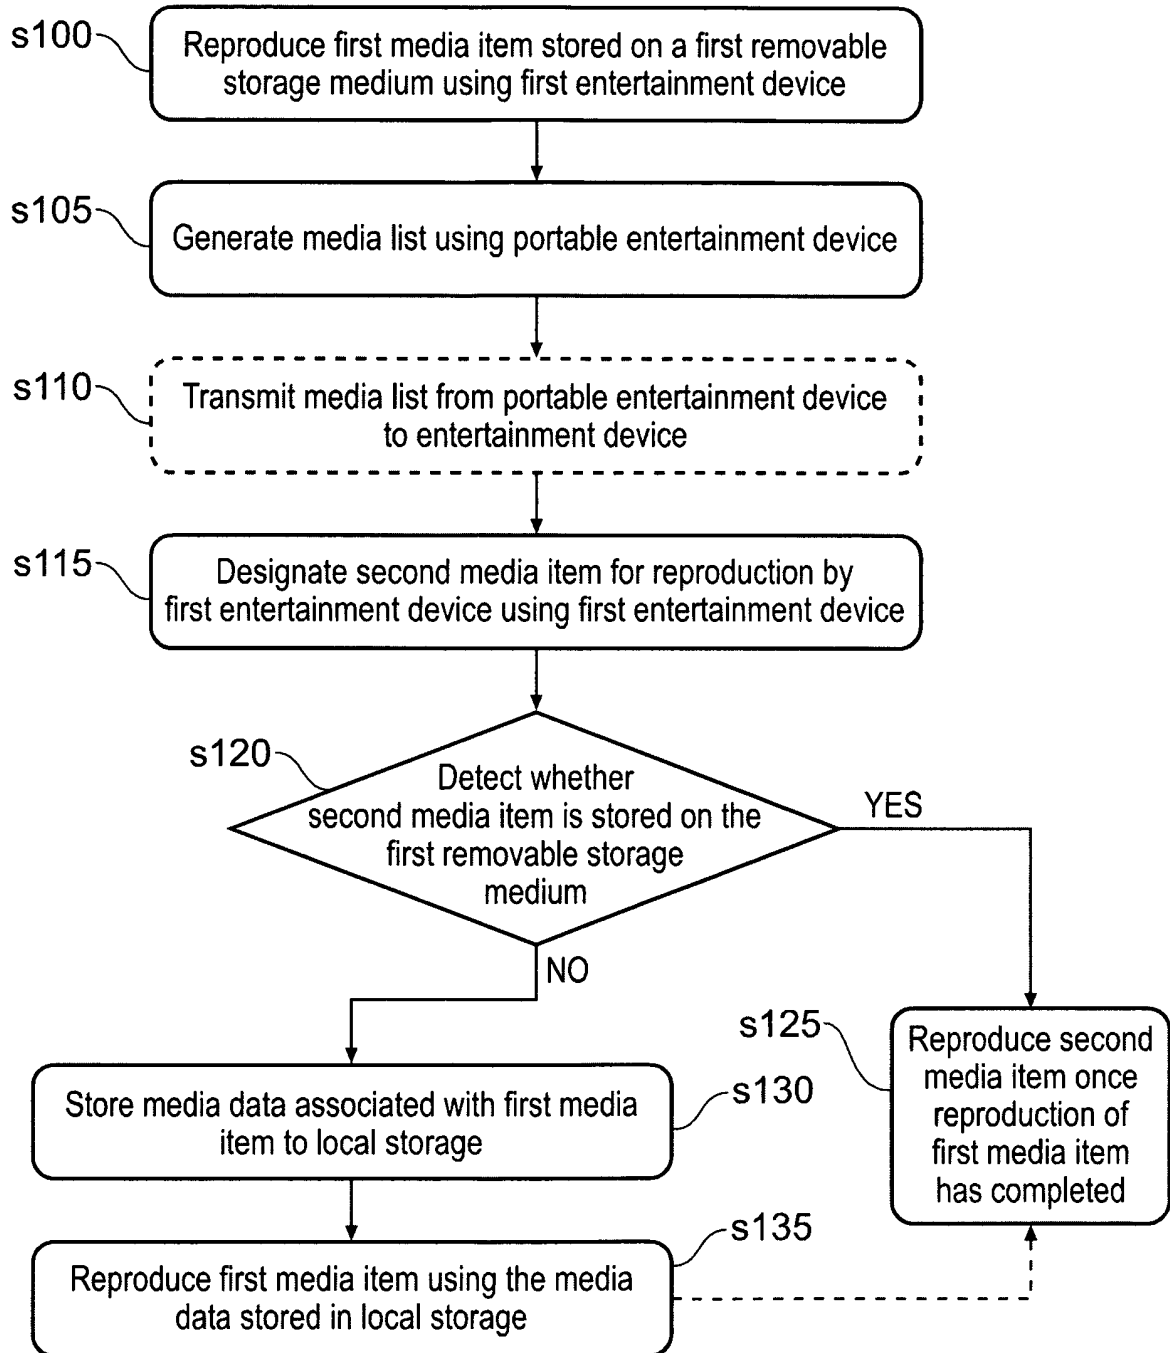 s100
Reproduce first media item stored on a first removable
storage medium using first entertainment device
s105
Generate media list using portable entertainment device
s110
Transmit media list from portable entertainment device
to entertainment device
s115
Designate second media item for reproduction by
first entertainment device using first entertainment device
s120
Detect whether
second media item is stored on the
first removable storage
medium
YES
NO
s125
Reproduce second
media item once
reproduction of
first media item
has completed
s130
Store media data associated with first media
item to local storage
s135
Reproduce first media item using the media
data stored in local storage